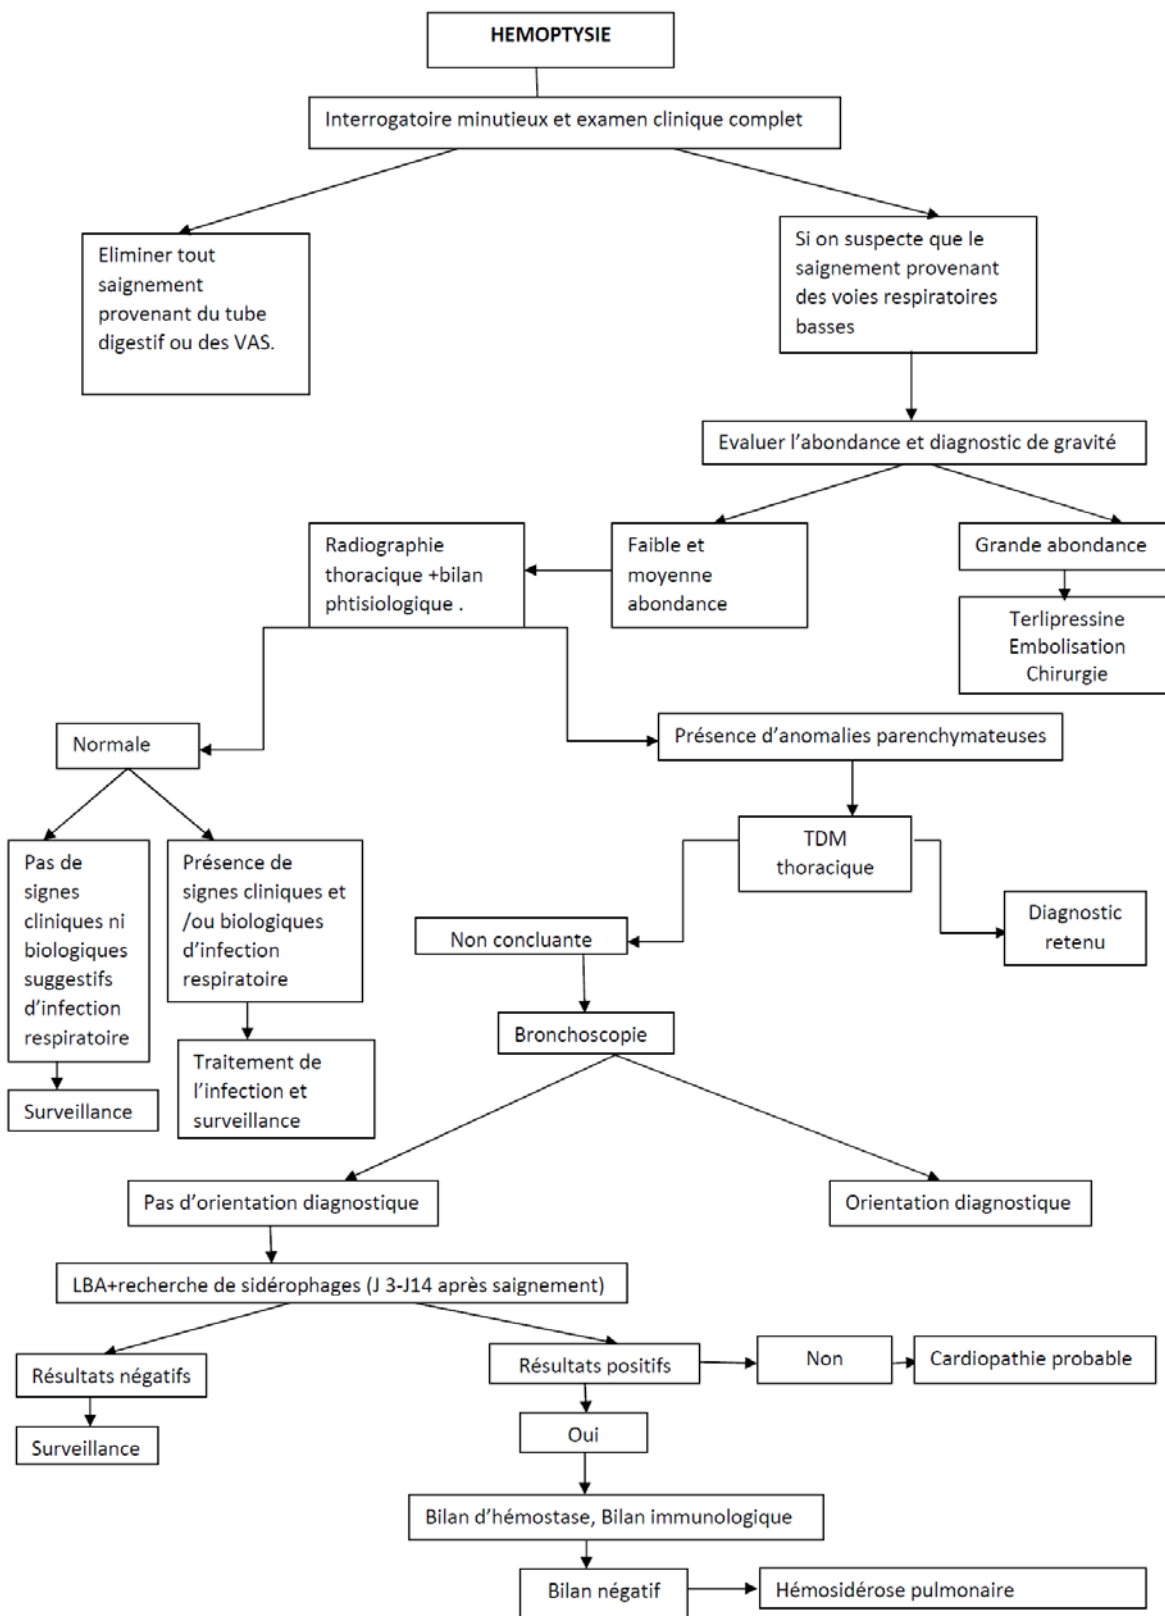 HEMOPTYSIE
Interrogatoire minutieux et examen clinique complet
Eliminer tout
saignement
provenant du tube
digestif ou des VAS.
Si on suspecte que le
saignement provenant
des voies respiratoires
basses
Evaluer l’abondance et diagnostic de gravité
Radiographie
thoracique +bilan
phtisiologique .
Faible et
moyenne
abondance
Grande abondance
Terlipressine
Embolisation
Chirurgie
Normale
Présence d’anomalies parenchymateuses
Pas de
signes
cliniques ni
biologiques
suggestifs
d’infection
respiratoire
Présence de
signes cliniques et
/ou biologiques
d’infection
respiratoire
TDM
thoracique
Non concluante
Diagnostic
retenu
Bronchoscopie
Traitement de
l’infection et
surveillance
Surveillance
Pas d’orientation diagnostique
Orientation diagnostique
LBA+recherche de sidérophages (J 3-J14 après saignement)
Résultats négatifs
Résultats positifs
Non
Cardiopathie probable
Surveillance
Oui
Bilan d’hémostase, Bilan immunologique
Bilan négatif
Hémosidérose pulmonaire